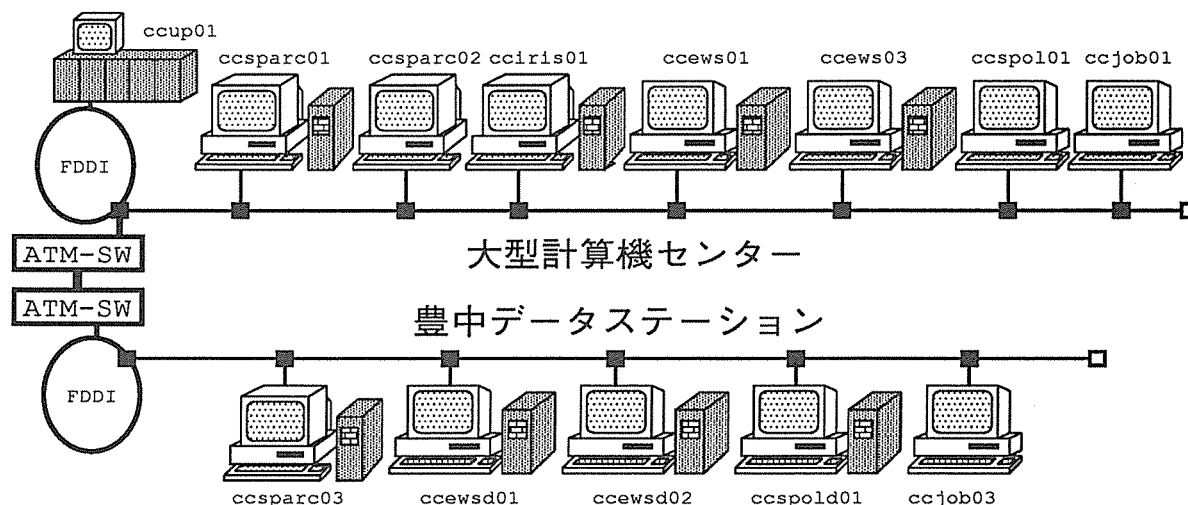 ccup01
ccsparc01
ccsparc02
cciris01
ccews01
ccews03
ccspol01
ccjob01
FDDI
ATM-SW
大型計算機センター
ATM-SW
豊中データステーション
FDDI
ccsparc03
ccewsd01
ccewsd02
ccspold01
ccjob03